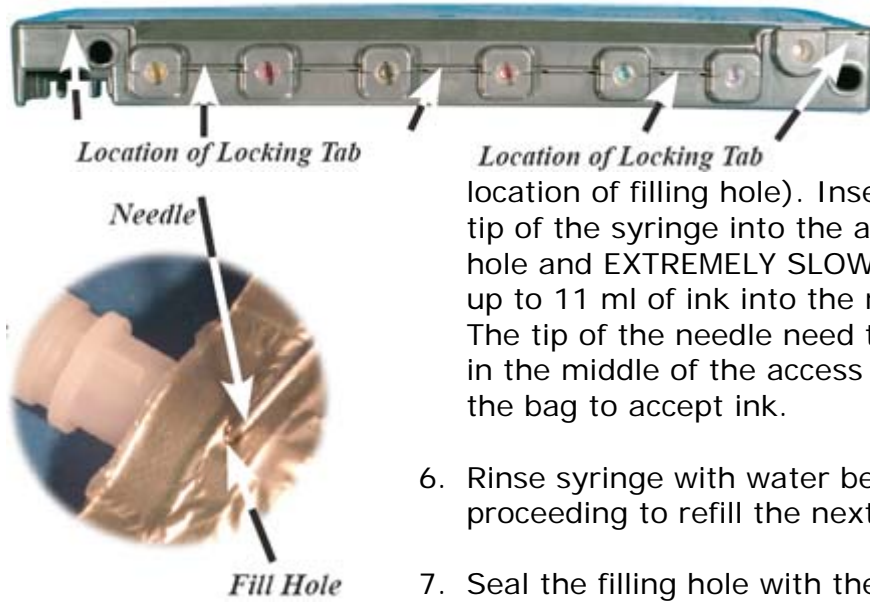 Location of Locking Tab
Location of Locking Tab
Needle
location of filling hole). Inse
tip of the syringe into the a
hole and EXTREMELY SLOW
up to 11 ml of ink into the
The tip of the needle need t
in the middle of the access
the bag to accept ink.
6. Rinse syringe with water be
proceeding to refill the next
Fill Hole
7. Seal the filling hole with the